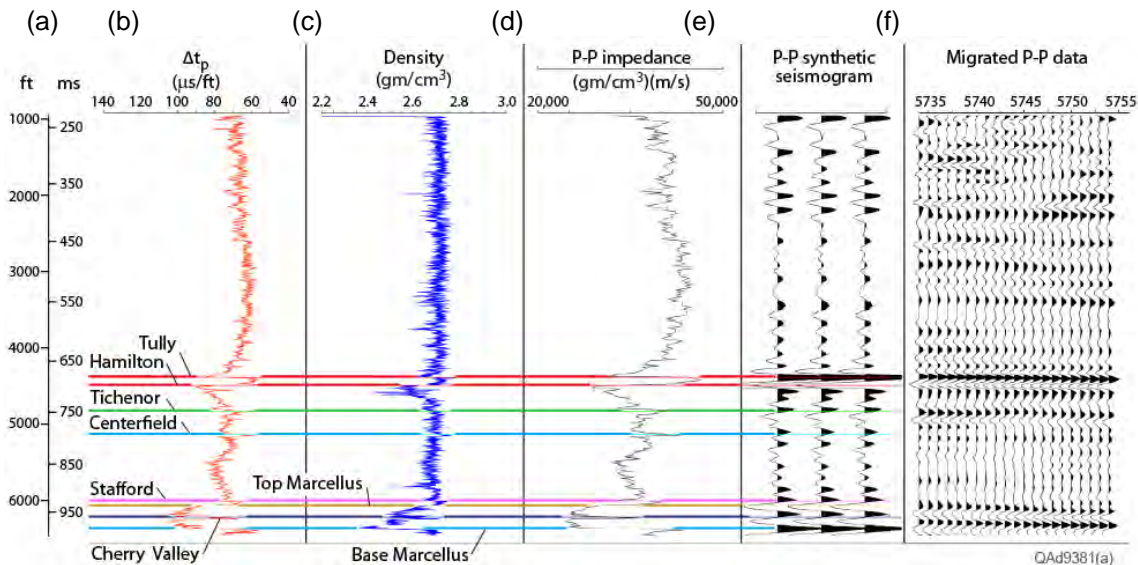 (a) (b) (c) (d) (e) (f)
Δtp Density P-P impedance P-P synthetic Migrated P-P data
(μs/ft) (gm/cm³) (gm/cm³)(m/s) seismogram
ft ms 140 120 100 80 60 40 2.2 2.4 2.6 2.8 3.0 20,000 50,000 5735 5740 5745 5750 5755
1000 250
350
2000
450
3000
550
4000
650
Tully
Hamilton
Tichenor
750
5000
Centerfield
850
Top Marcellus
Stafford
6000
950
Cherry Valley Base Marcellus
QAd9381(a)